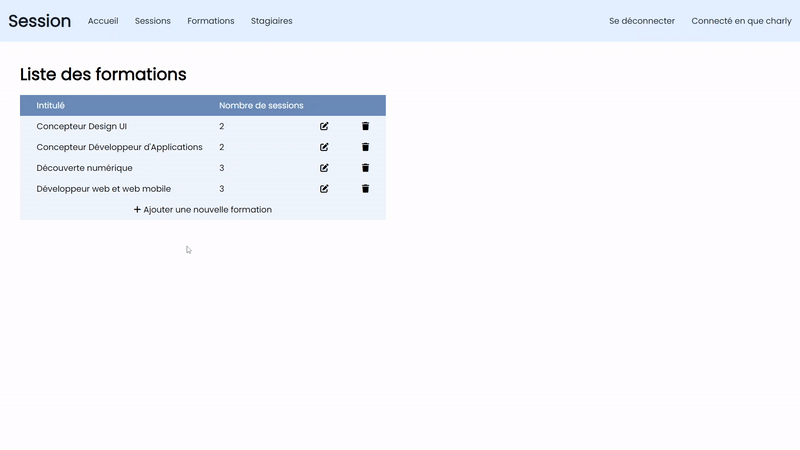 Session Accueil Sessions Formations Stagiaires Se déconnecter Connecté en que charly
Liste des formations
Intitulé Nombre de sessions
Concepteur Design UI 2
Concepteur Développeur d'Applications 2
Découverte numérique 3
Développeur web et web mobile 3
+ Ajouter une nouvelle formation